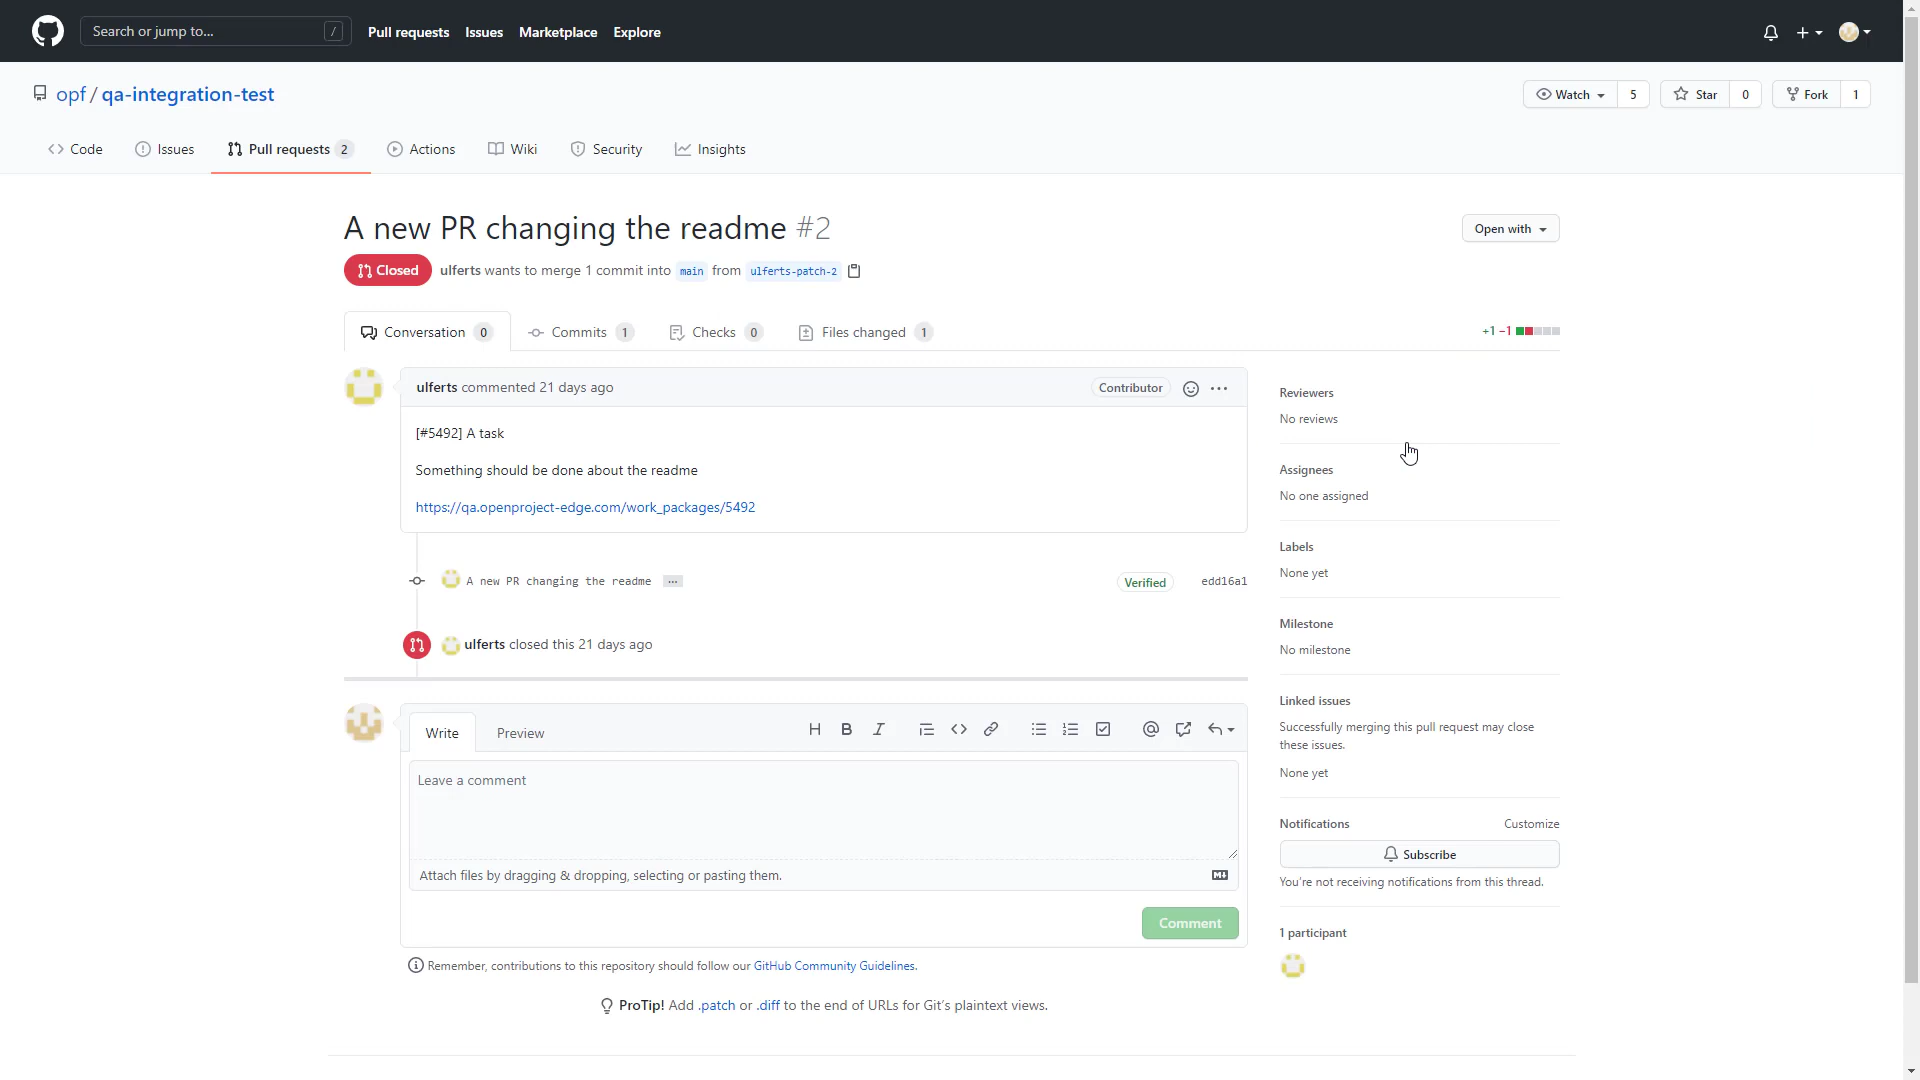 Search or jump to... /
Pull requests Issues Marketplace Explore
opf / qa-integration-test
Watch 5 Star 0 Fork 1
Code Issues Pull requests 2 Actions Wiki Security Insights
A new PR changing the readme #2
Open with
Closed ulferts wants to merge 1 commit into main from ulferts-patch-2
Conversation 0 Commits 1 Checks 0 Files changed 1
+1 −1
ulferts commented 21 days ago
Contributor
[#5492] A task
Something should be done about the readme
https://qa.openproject-edge.com/work_packages/5492
A new PR changing the readme …
Verified edd16a1
ulferts closed this 21 days ago
Write Preview
H B I
Leave a comment
Attach files by dragging & dropping, selecting or pasting them.
Comment
Remember, contributions to this repository should follow our GitHub Community Guidelines.
ProTip! Add .patch or .diff to the end of URLs for Git’s plaintext views.
Reviewers
No reviews
Assignees
No one assigned
Labels
None yet
Milestone
No milestone
Linked issues
Successfully merging this pull request may close
these issues.
None yet
Notifications Customize
Subscribe
You’re not receiving notifications from this thread.
1 participant